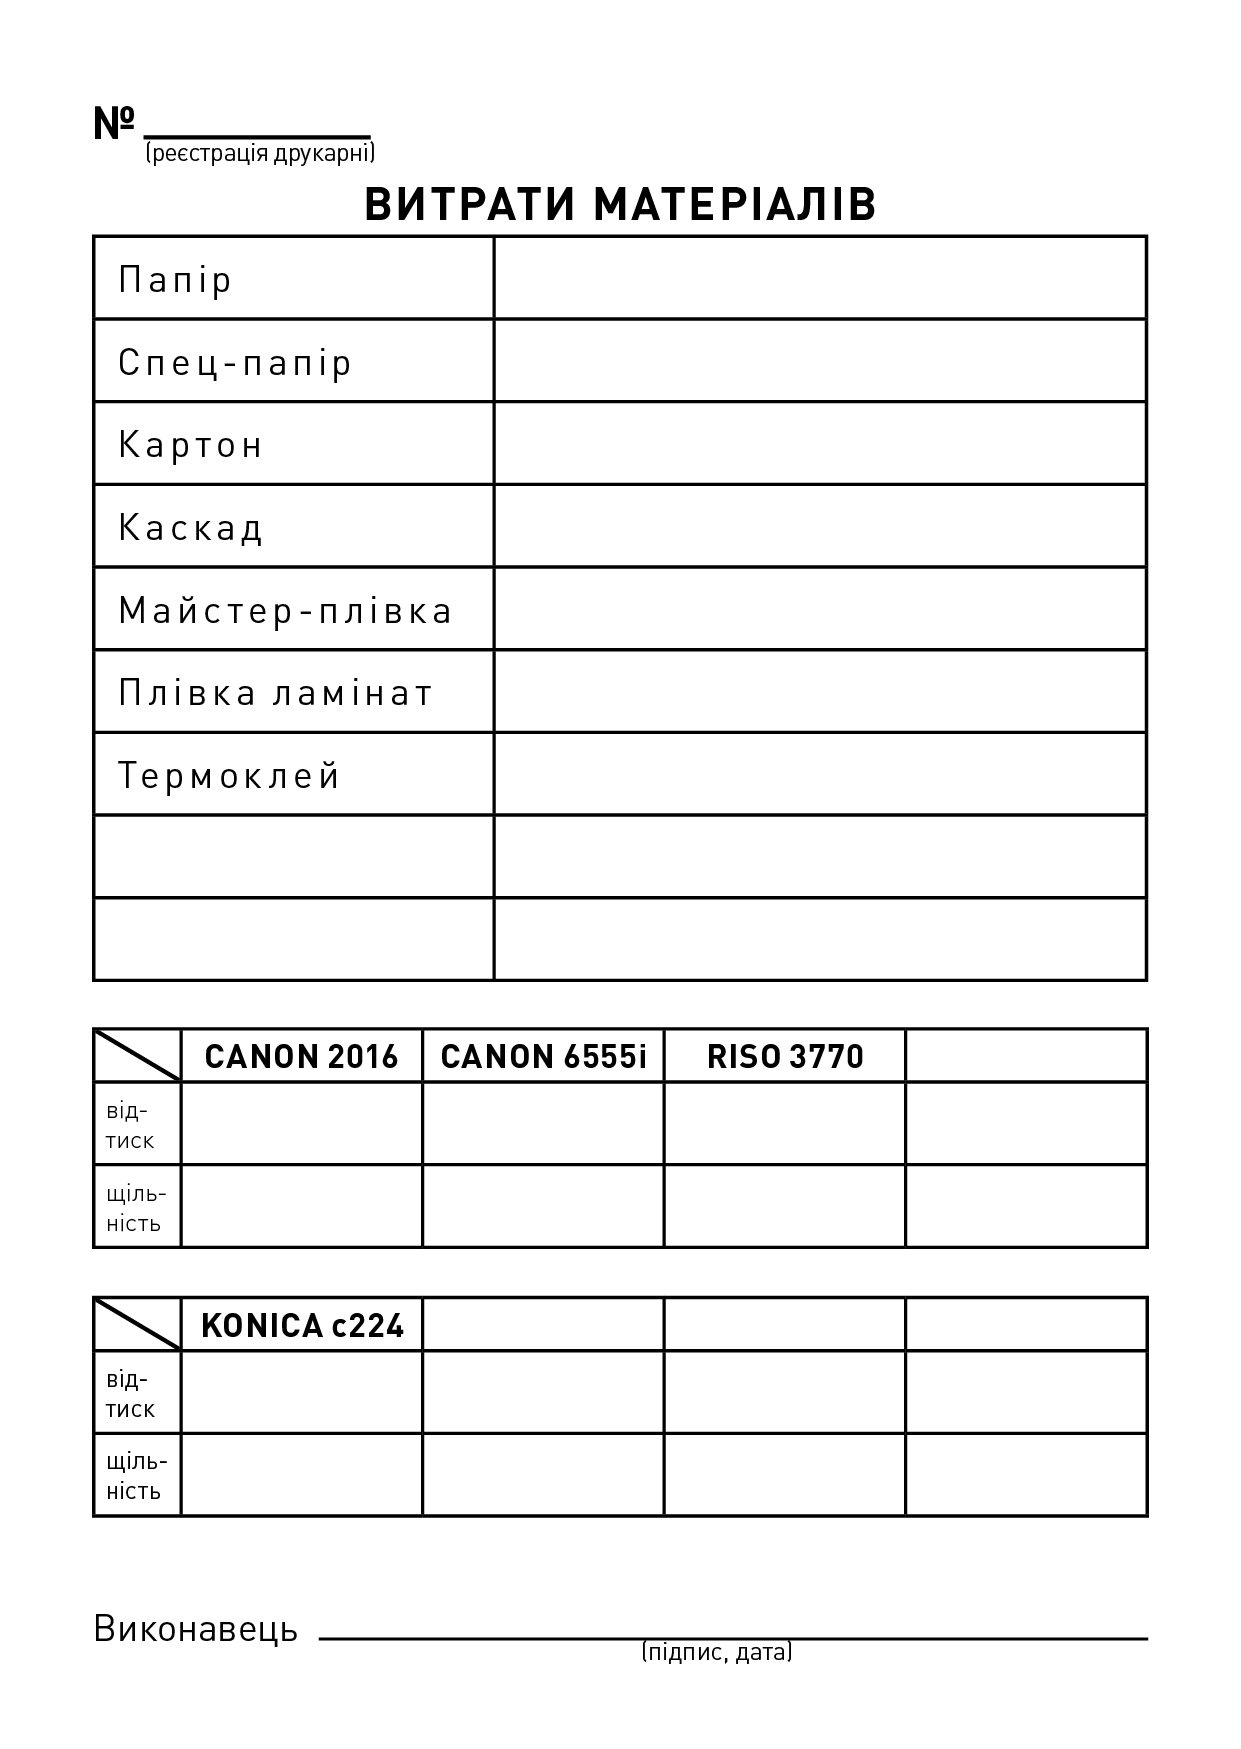 №
(реєстрація друкарні)
ВИТРАТИ МАТЕРІАЛІВ
Папір
Спец-папір
Картон
Каскад
Майстер-плівка
Плівка ламінат
Термоклей
CANON 2016 CANON 6555i RISO 3770
від-
тиск
щіль-
ність
KONICA c224
від-
тиск
щіль-
ність
Виконавець
(підпис, дата)